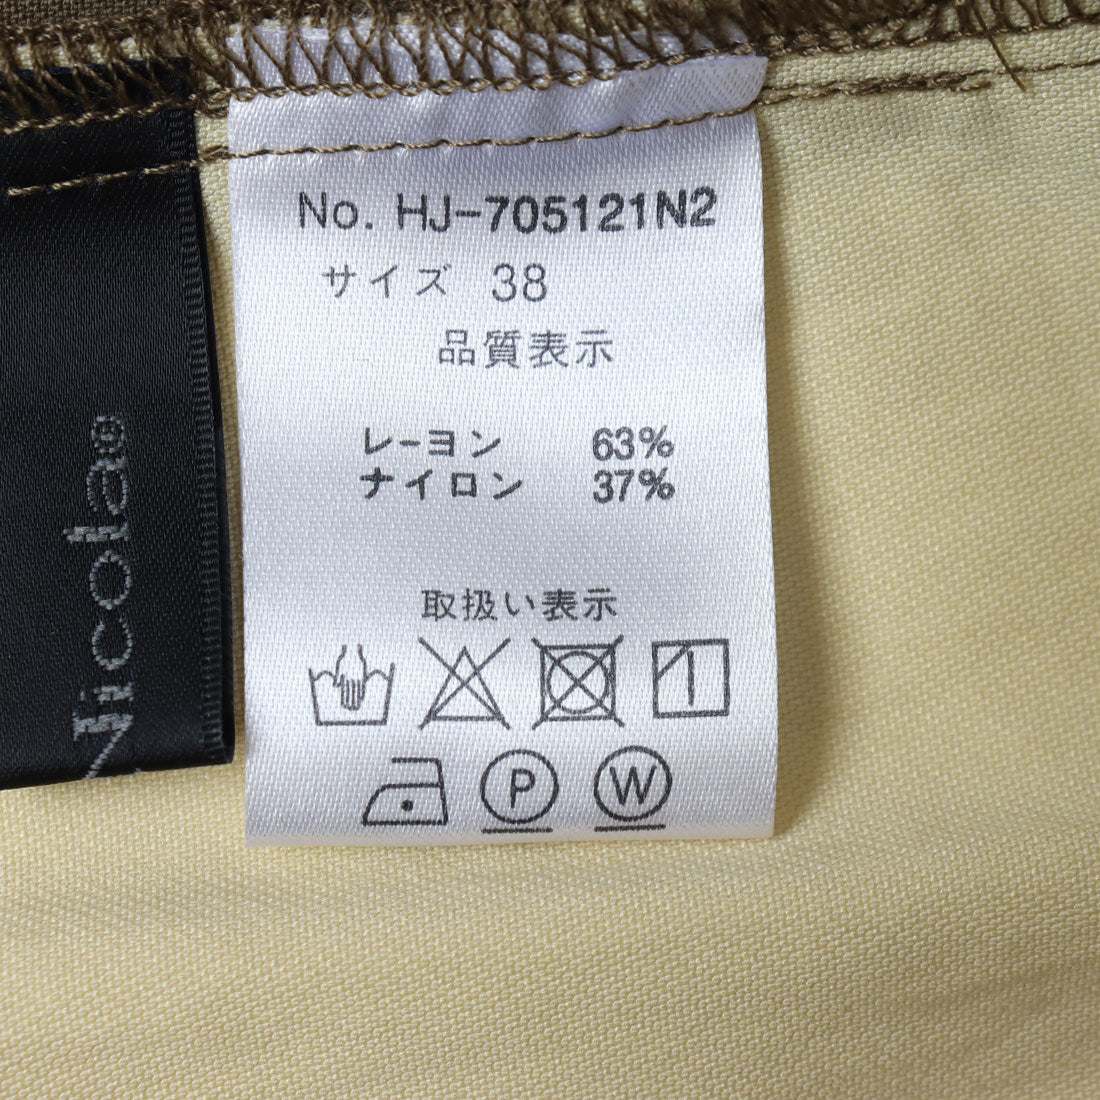 No. HJ-705121N2
サイズ 38
品質表示
レーヨン 63%
ナイロン 37%
取扱い表示
P
W
Nicola